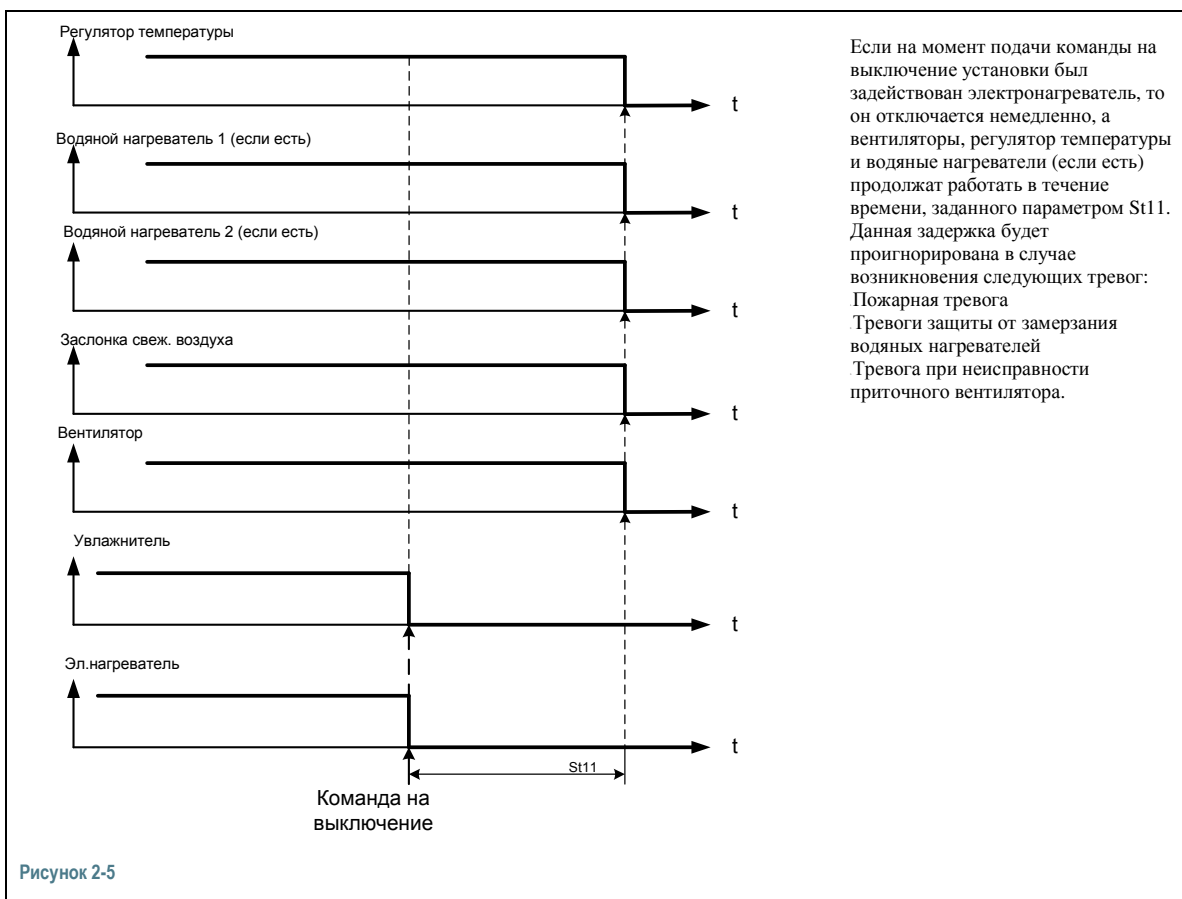 Регулятор температуры
t
Водяной нагреватель 1 (если есть)
t
Водяной нагреватель 2 (если есть)
t
Заслонка свеж. воздуха
t
Вентилятор
t
Увлажнитель
t
Эл.нагреватель
t
St11
Команда на
выключение
Если на момент подачи команды на
выключение установки был
задействован электронагреватель, то
он отключается немедленно, а
вентиляторы, регулятор температуры
и водяные нагреватели (если есть)
продолжат работать в течение
времени, заданного параметром St11.
Данная задержка будет
проигнорирована в случае
возникновения следующих тревог:
Пожарная тревога
Тревоги защиты от замерзания
водяных нагревателей
Тревога при неисправности
приточного вентилятора.
Рисунок 2-5